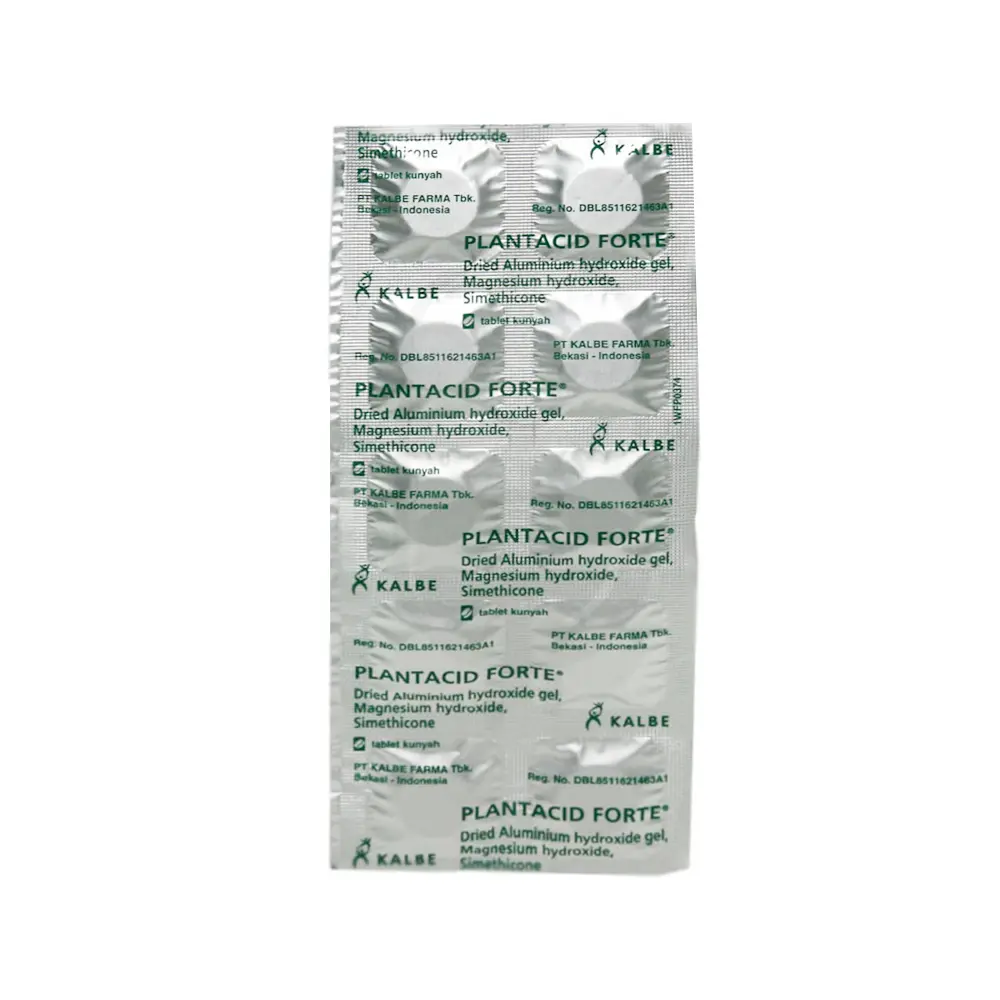 Magnesium hydroxide,
Simethicone
tablet kunyah
PT KALBE FARMA Tbk.
Bekasi - Indonesia
KALBE
Reg. No. DBL8511621463A1
PLANTACID FORTE®
Dried Aluminium hydroxide gel,
Magnesium hydroxide,
Simethicone
tablet kunyah
PT KALBE FARMA Tbk.
Bekasi - Indonesia
KALBE
Reg. No. DBL8511621463A1
PLANTACID FORTE®
Dried Aluminium hydroxide gel,
Magnesium hydroxide,
Simethicone
tablet kunyah
PT KALBE FARMA Tbk.
Bekasi - Indonesia
1WFP0374
KALBE
Reg. No. DBL8511621463A1
PLANTACID FORTE®
Dried Aluminium hydroxide gel,
Magnesium hydroxide,
Simethicone
tablet kunyah
PT KALBE FARMA Tbk.
Bekasi - Indonesia
KALBE
Reg. No. DBL8511621463A1
PLANTACID FORTE®
Dried Aluminium hydroxide gel,
Magnesium hydroxide,
Simethicone
tablet kunyah
PT KALBE FARMA Tbk.
Bekasi - Indonesia
KALBE
Reg. No. DBL8511621463A1
PLANTACID FORTE®
Dried Aluminium hydroxide gel,
Magnesium hydroxide,
Simethicone
KALBE